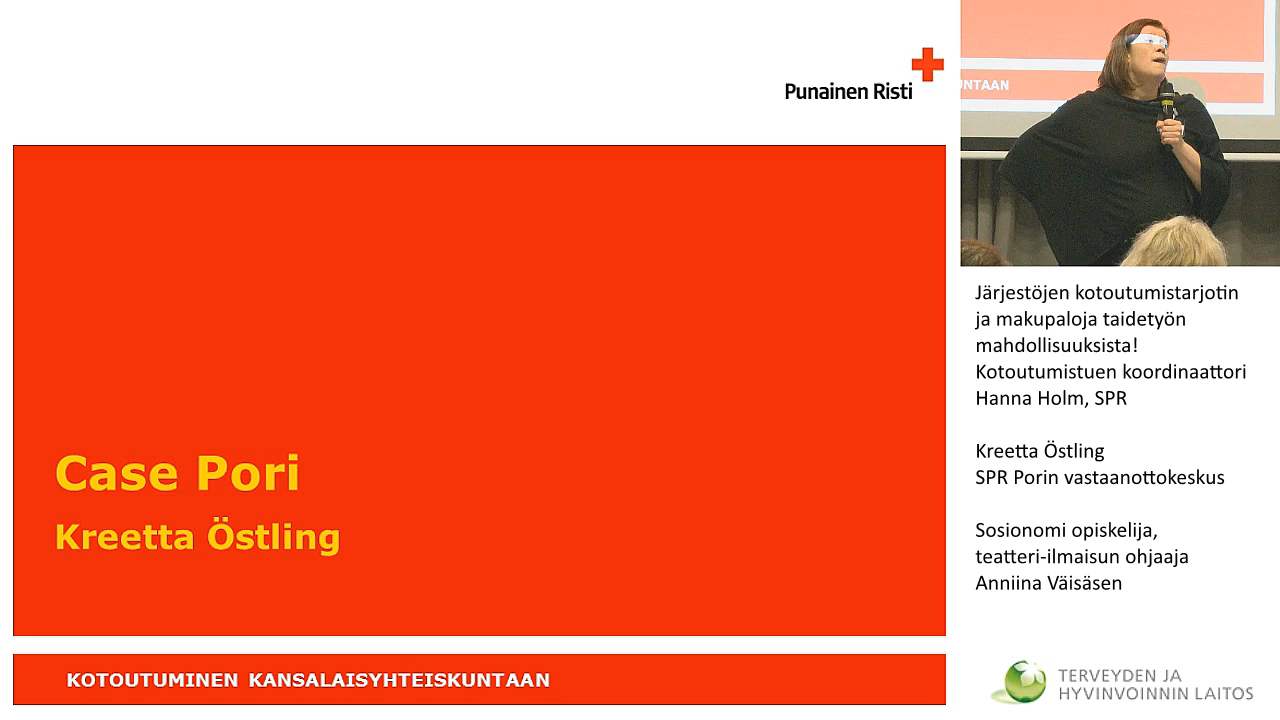 Punainen Risti
Case Pori
Kreetta Östling
KOTOUTUMINEN KANSALAISYHTEISKUNTAAN
UNTAAN
Järjestöjen kotoutumistarjotin
ja makupaloja taidetyön
mahdollisuuksista!
Kotoutumistuen koordinaattori
Hanna Holm, SPR
Kreetta Östling
SPR Porin vastaanottokeskus
Sosionomi opiskelija,
teatteri-ilmaisun ohjaaja
Anniina Väisäsen
TERVEYDEN JA
HYVINVOINNIN LAITOS